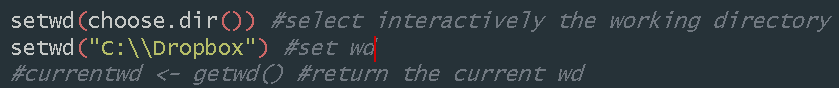 setwd(choose.dir()) #select interactively the working directory
setwd("C:\\Dropbox") #set wd
#currentwd <- getwd() #return the current wd